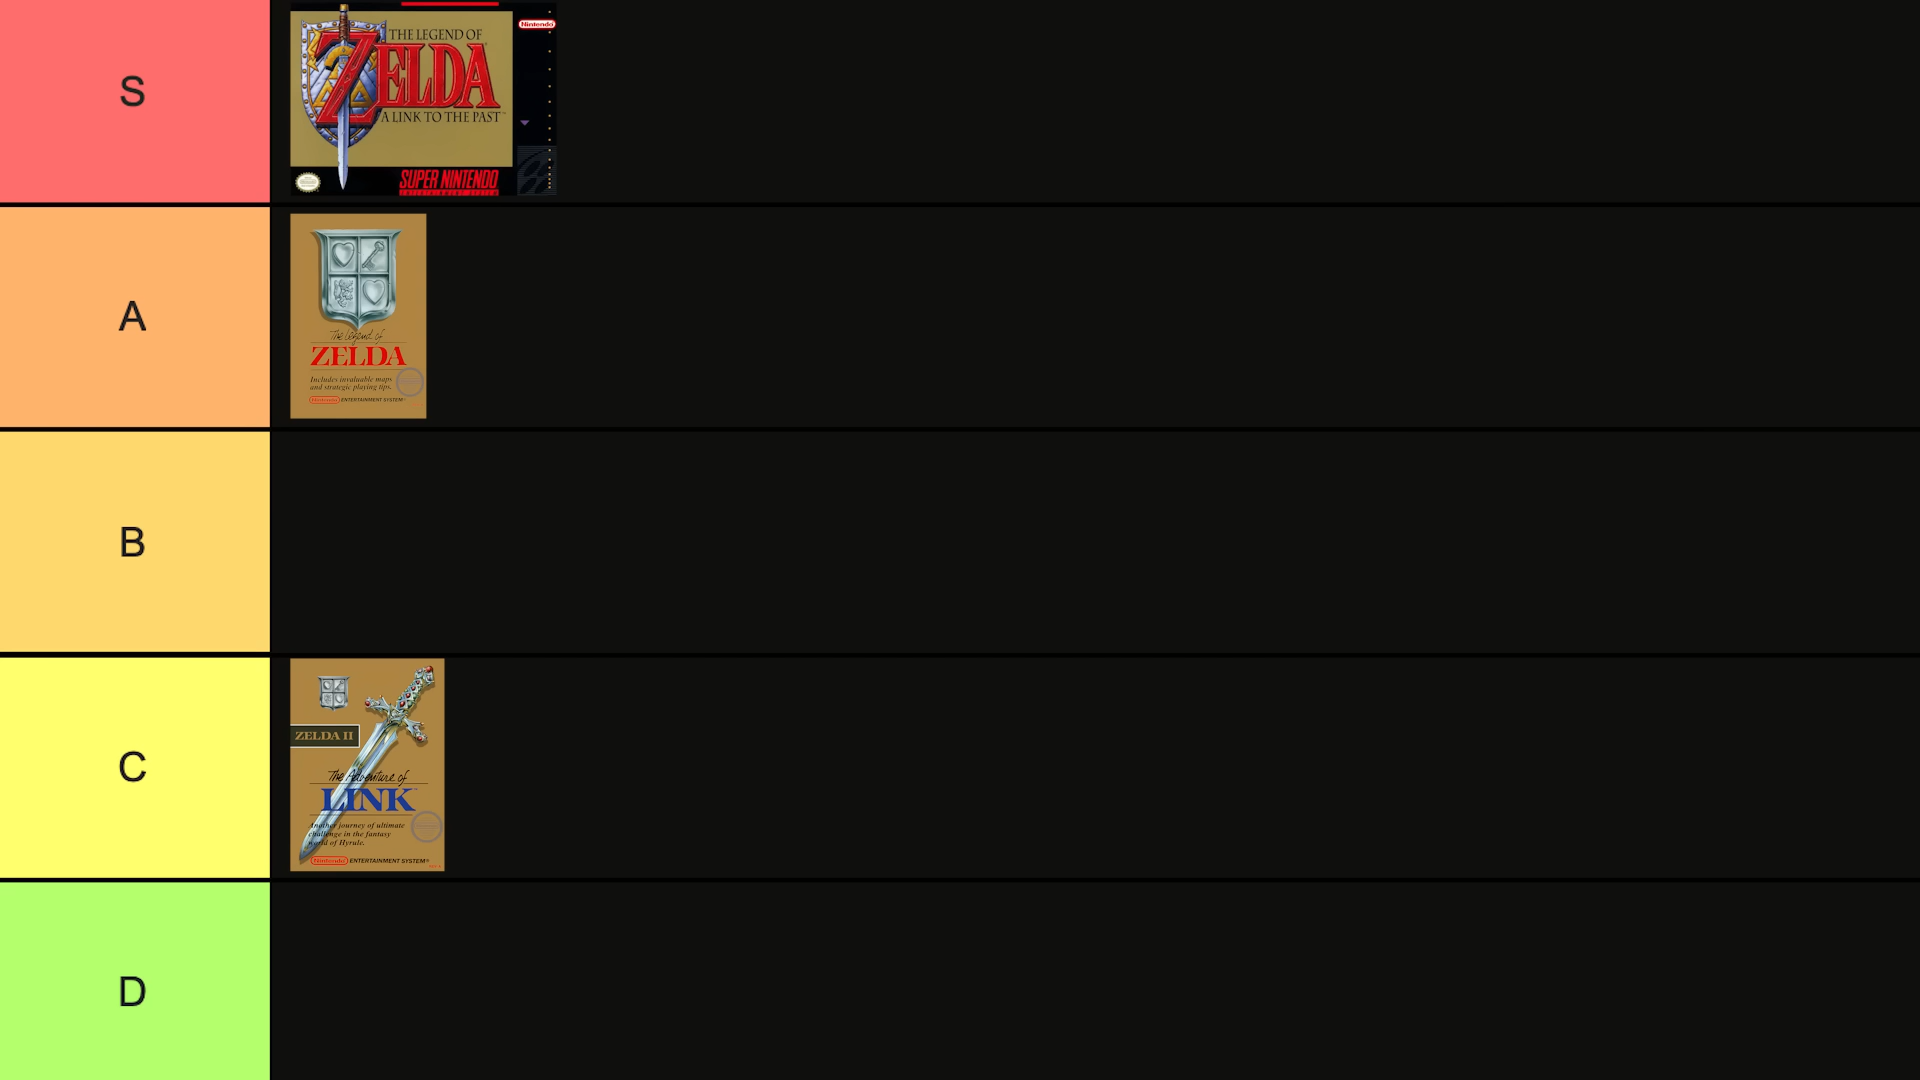 S
THE LEGEND OF
ZELDA
A LINK TO THE PAST
Nintendo
SUPER NINTENDO
ENTERTAINMENT SYSTEM
A
The Legend of
ZELDA
Includes invaluable maps
and strategic playing tips.
Nintendo ENTERTAINMENT SYSTEM
B
C
ZELDA II
The Adventure of
LINK
Another journey of ultimate
challenge in the fantasy
world of Hyrule.
Nintendo ENTERTAINMENT SYSTEM
D